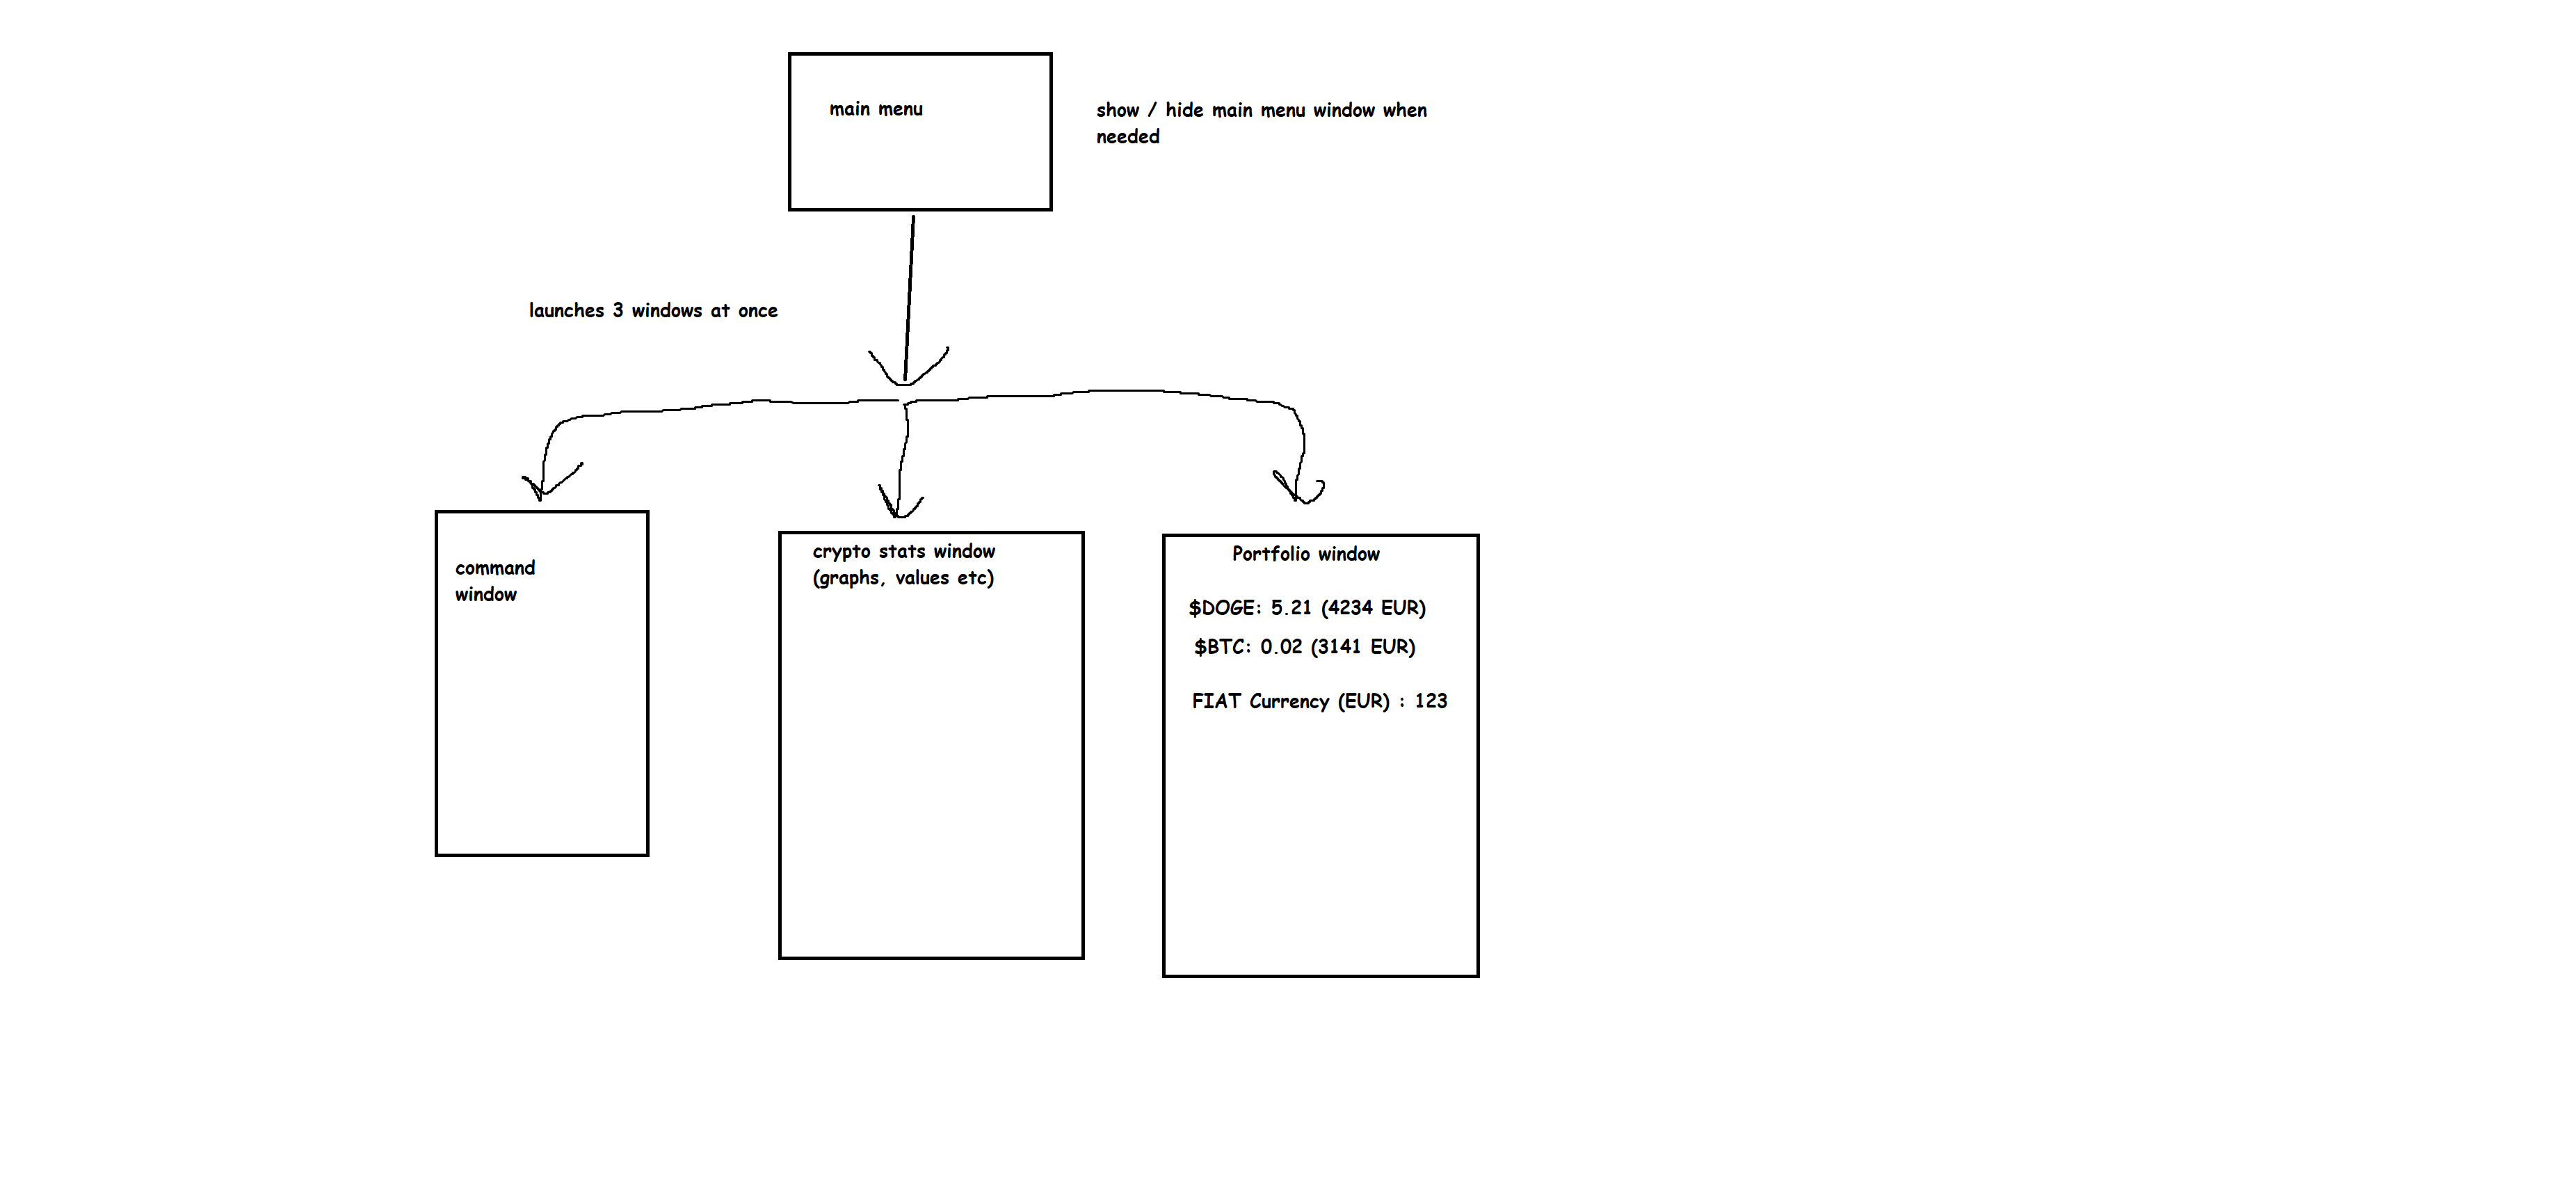 main menu
show / hide main menu window when
needed
launches 3 windows at once
command
window
crypto stats window
(graphs, values etc)
Portfolio window
$DOGE: 5.21 (4234 EUR)
$BTC: 0.02 (3141 EUR)
FIAT Currency (EUR) : 123